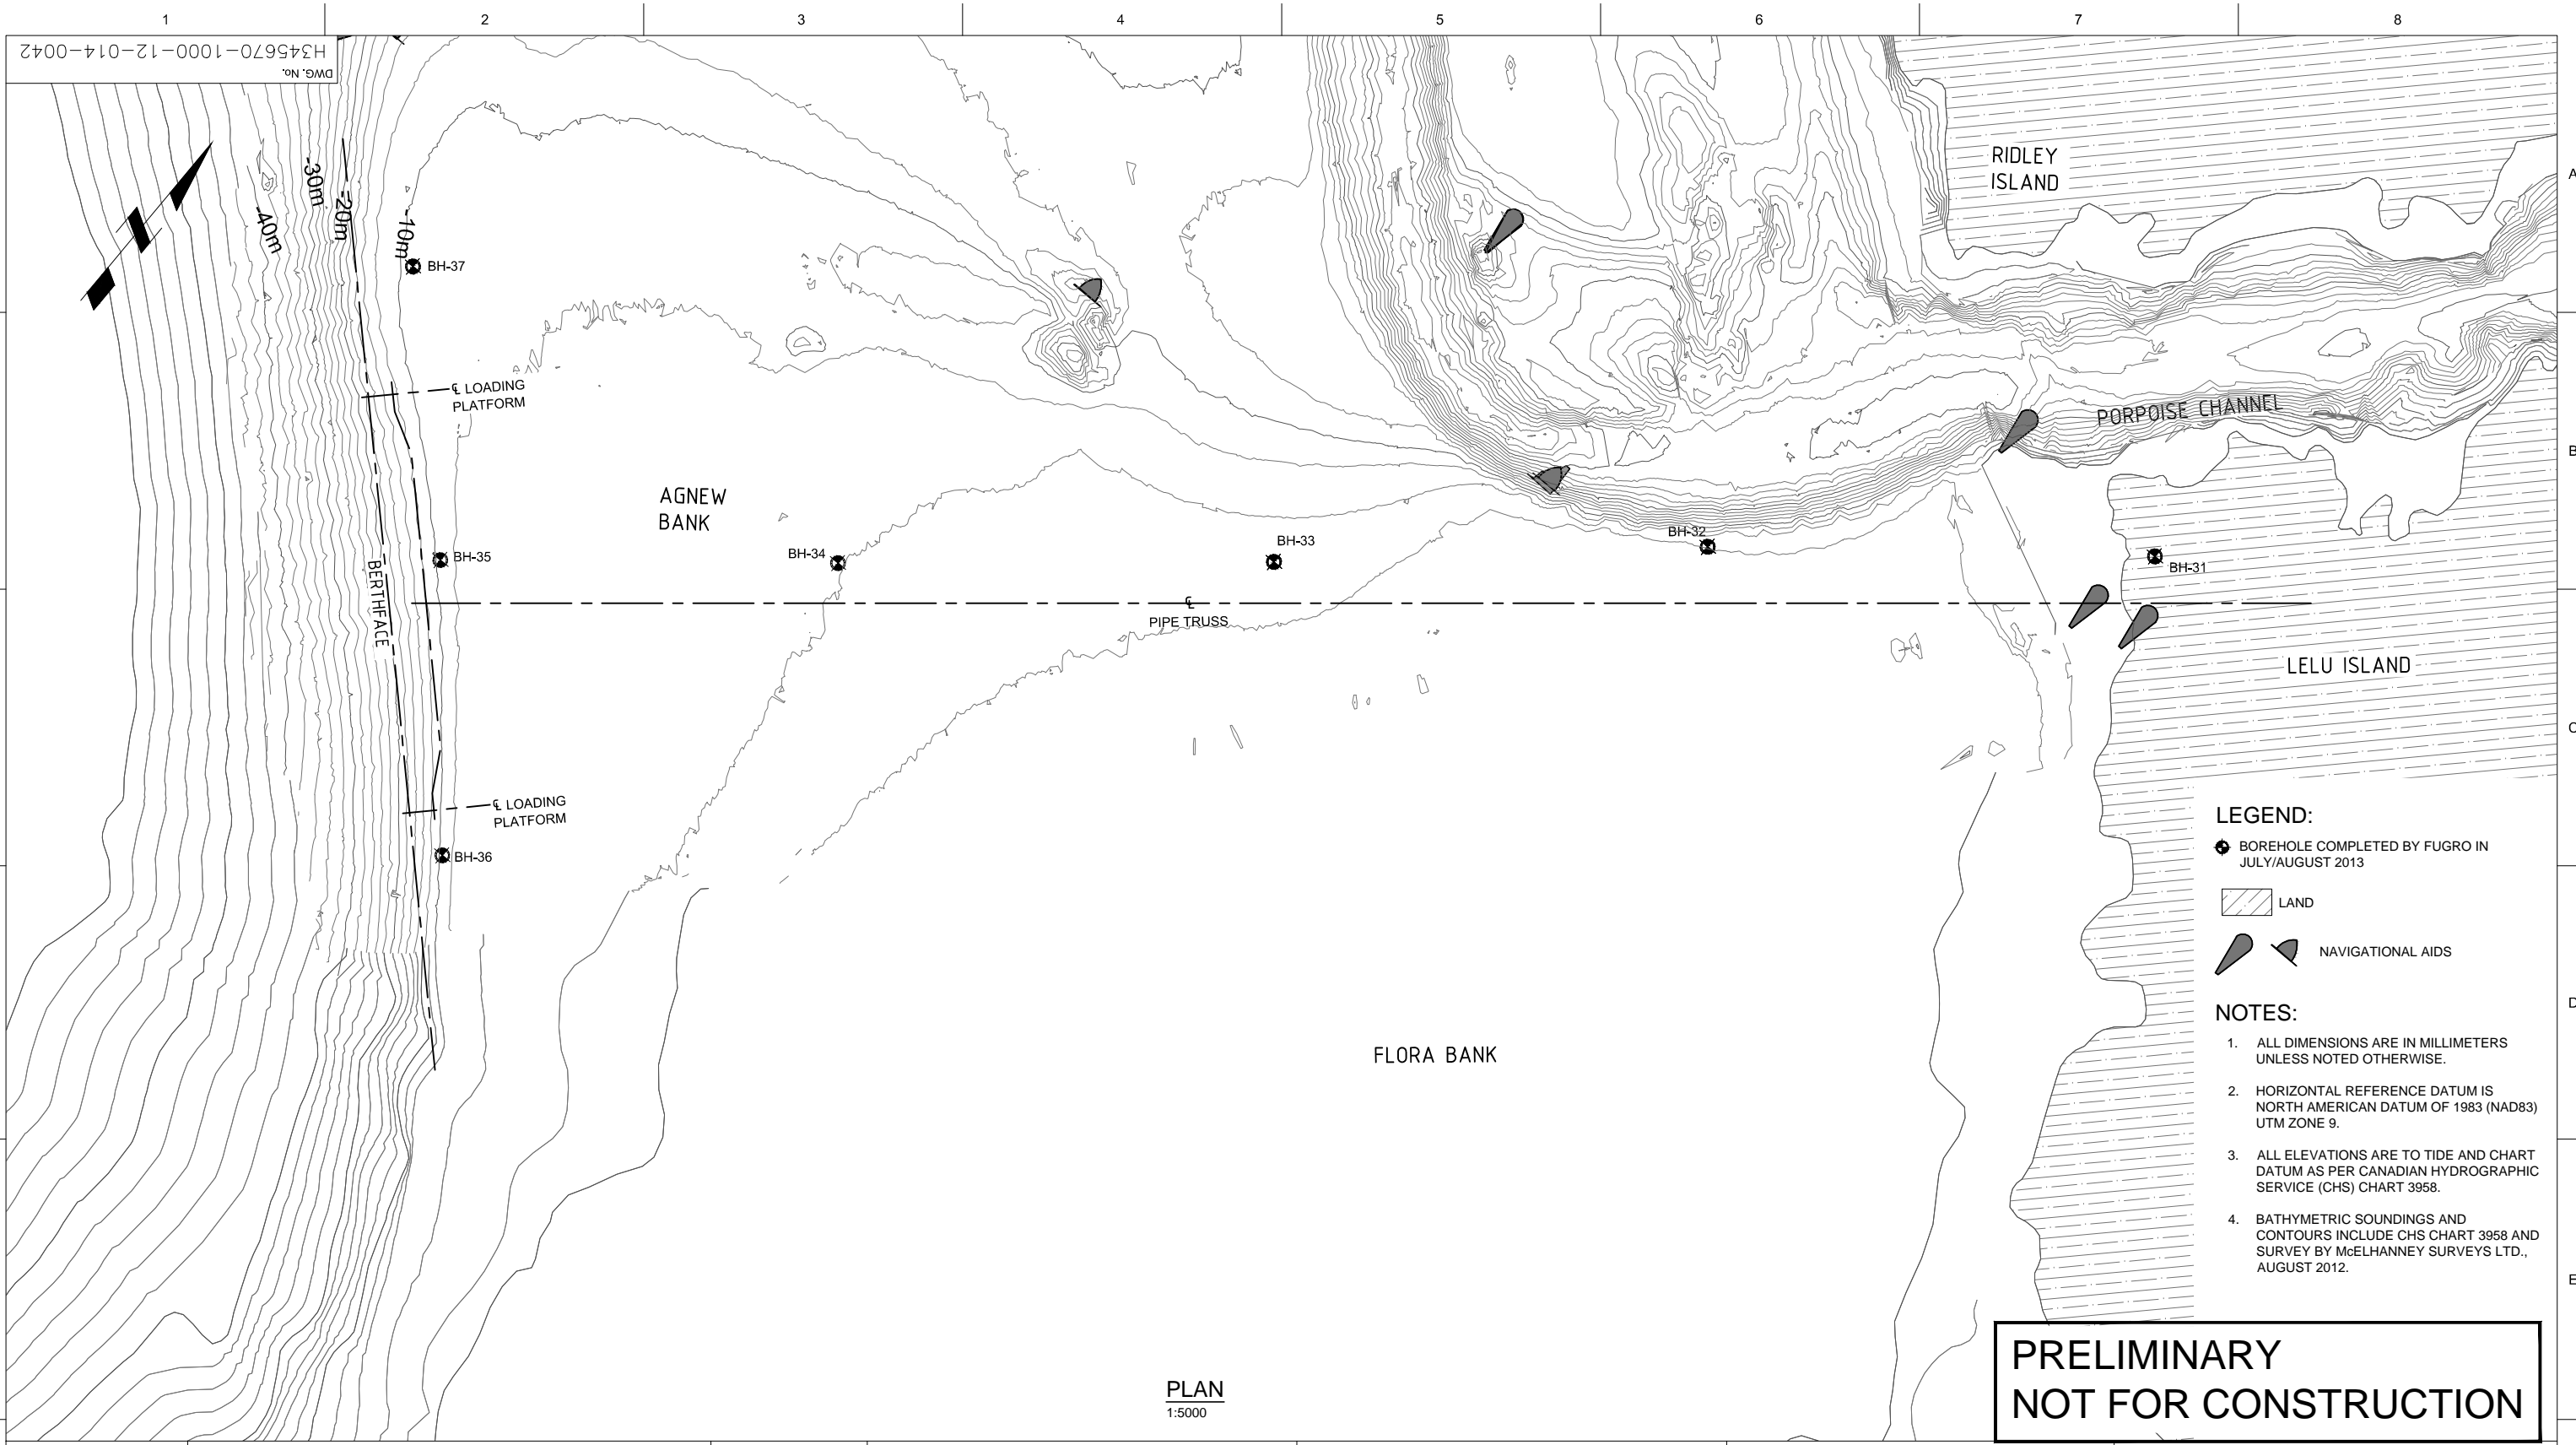 1 2 3 4 5 6 7 8
H345670-1000-12-014-0042
DWG. No.
A
B
C
D
E
-40m
-30m
-20m
-10m
BH-37
RIDLEY
ISLAND
℄ LOADING
PLATFORM
PORPOISE CHANNEL
AGNEW
BANK
BH-35
BH-34
BH-33
BH-32
BH-31
BERTHFACE
℄
PIPE TRUSS
LELU ISLAND
℄ LOADING
PLATFORM
BH-36
FLORA BANK
LEGEND:
BOREHOLE COMPLETED BY FUGRO IN
JULY/AUGUST 2013
LAND
NAVIGATIONAL AIDS
NOTES:
1. ALL DIMENSIONS ARE IN MILLIMETERS
UNLESS NOTED OTHERWISE.
2. HORIZONTAL REFERENCE DATUM IS
NORTH AMERICAN DATUM OF 1983 (NAD83)
UTM ZONE 9.
3. ALL ELEVATIONS ARE TO TIDE AND CHART
DATUM AS PER CANADIAN HYDROGRAPHIC
SERVICE (CHS) CHART 3958.
4. BATHYMETRIC SOUNDINGS AND
CONTOURS INCLUDE CHS CHART 3958 AND
SURVEY BY McELHANNEY SURVEYS LTD.,
AUGUST 2012.
PLAN
1:5000
PRELIMINARY
NOT FOR CONSTRUCTION